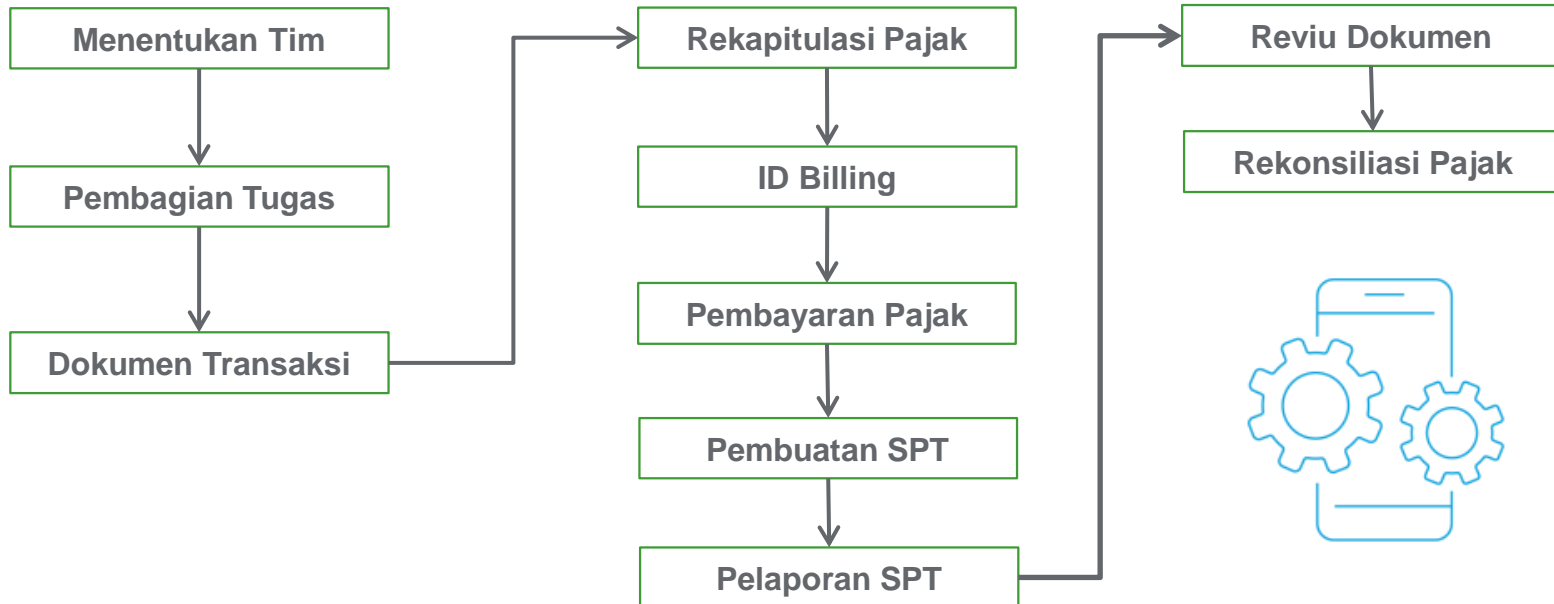 Menentukan Tim
Pembagian Tugas
Dokumen Transaksi
Rekapitulasi Pajak
ID Billing
Pembayaran Pajak
Pembuatan SPT
Pelaporan SPT
Reviu Dokumen
Rekonsiliasi Pajak